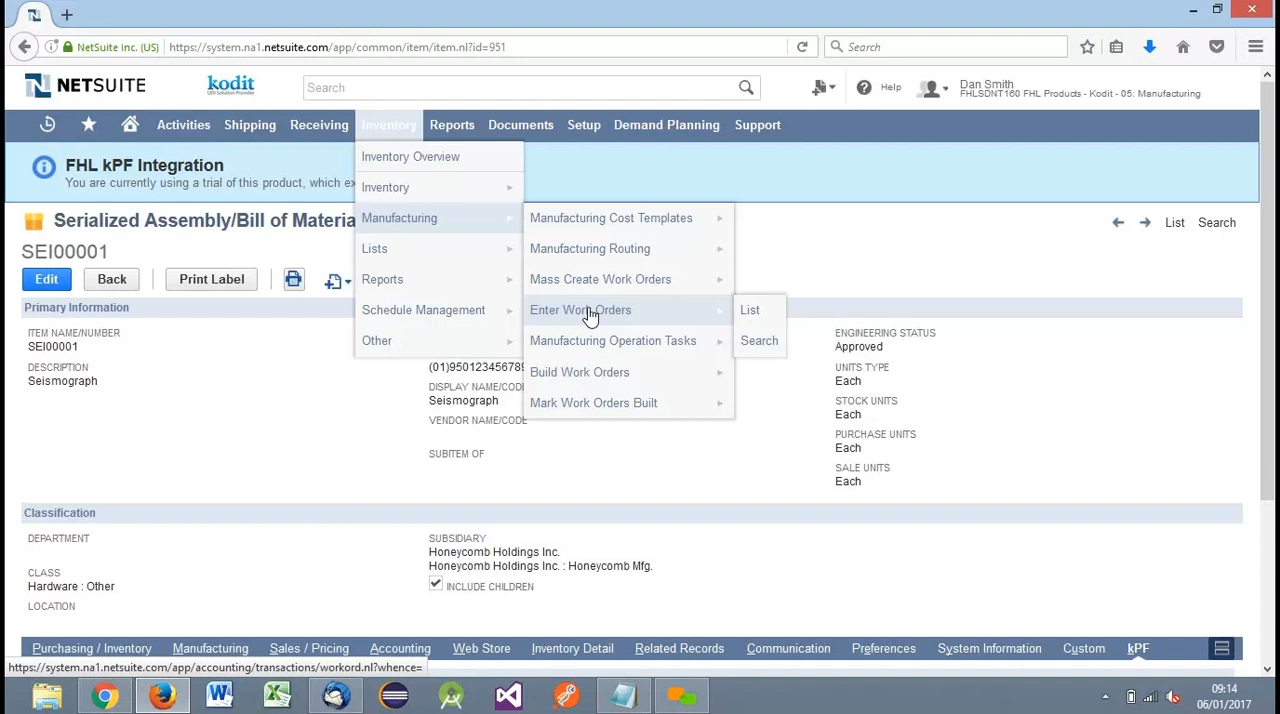 NetSuite Inc. (US)
https://system.na1.netsuite.com/app/common/item/item.nl?id=951
Search
NETSUITE
kodit
UDI Solution Provider
Search
Help
Dan Smith
FHLSDNT160 FHL Products - Kodit - 05: Manufacturing
Activities
Shipping
Receiving
Inventory
Reports
Documents
Setup
Demand Planning
Support
FHL kPF Integration
You are currently using a trial of this product, which ex
Inventory Overview
Inventory
Manufacturing
Lists
Reports
Schedule Management
Other
Manufacturing Cost Templates
Manufacturing Routing
Mass Create Work Orders
Enter Work Orders
Manufacturing Operation Tasks
Build Work Orders
Mark Work Orders Built
List
Search
Serialized Assembly/Bill of Materia
List
Search
SEI00001
Edit
Back
Print Label
Primary Information
ITEM NAME/NUMBER
SEI00001
DESCRIPTION
Seismograph
(01)950123456789
DISPLAY NAME/CODE
Seismograph
VENDOR NAME/CODE
SUBITEM OF
ENGINEERING STATUS
Approved
UNITS TYPE
Each
STOCK UNITS
Each
PURCHASE UNITS
Each
SALE UNITS
Each
Classification
DEPARTMENT
CLASS
Hardware : Other
LOCATION
SUBSIDIARY
Honeycomb Holdings Inc.
Honeycomb Holdings Inc. : Honeycomb Mfg.
INCLUDE CHILDREN
Purchasing / Inventory
Manufacturing
Sales / Pricing
Accounting
Web Store
Inventory Detail
Related Records
Communication
Preferences
System Information
Custom
kPF
https://system.na1.netsuite.com/app/accounting/transactions/workord.nl?whence=
09:14
06/01/2017